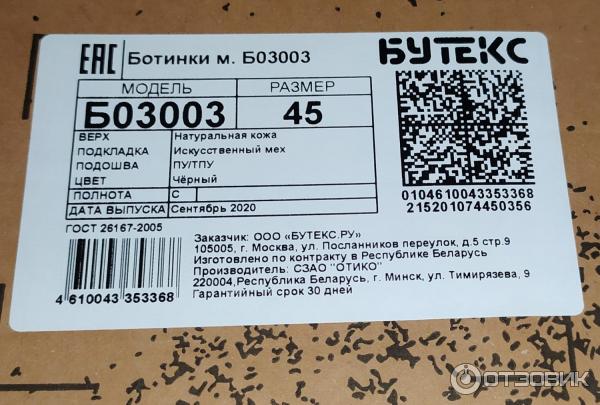 EAC Ботинки м. Б03003
БУТЕКС
МОДЕЛЬ РАЗМЕР
Б03003 45
ВЕРХ Натуральная кожа
ПОДКЛАДКА Искусственный мех
ПОДОШВА ПУ/ТПУ
ЦВЕТ Чёрный
ПОЛНОТА С
ДАТА ВЫПУСКА Сентябрь 2020
ГОСТ 26167-2005
0104610043353368
215201074450356
Заказчик: ООО «БУТЕКС.РУ»
105005, г. Москва, ул. Посланников переулок, д.5 стр.9
Изготовлено по контракту в Республике Беларусь
Производитель: СЗАО "ОТИКО"
220004,Республика Беларусь, г. Минск, ул. Тимирязева, 9
Гарантийный срок 30 дней
4 610043 353368
ОТЗОВИК